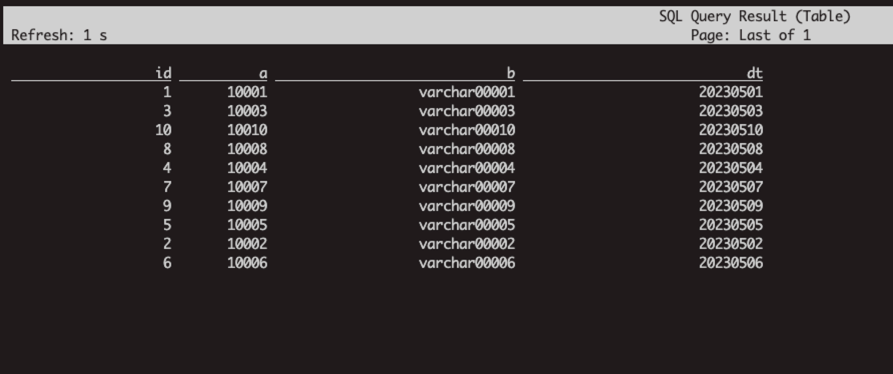 SQL Query Result (Table)
Refresh: 1 s Page: Last of 1
id a b dt
1 10001 varchar00001 20230501
3 10003 varchar00003 20230503
10 10010 varchar00010 20230510
8 10008 varchar00008 20230508
4 10004 varchar00004 20230504
7 10007 varchar00007 20230507
9 10009 varchar00009 20230509
5 10005 varchar00005 20230505
2 10002 varchar00002 20230502
6 10006 varchar00006 20230506